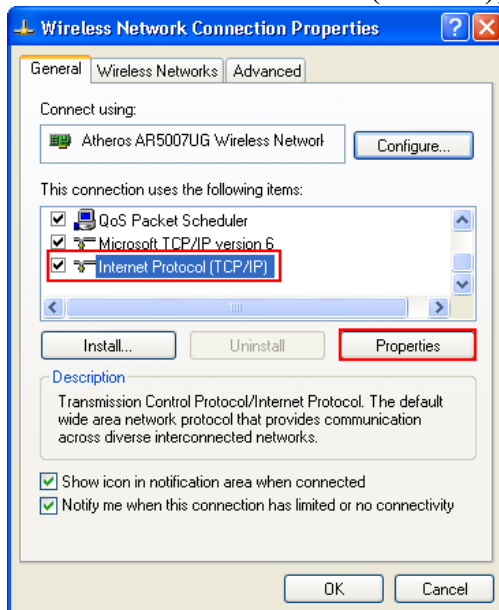 Wireless Network Connection Properties
General Wireless Networks Advanced
Connect using:
Atheros AR5007UG Wireless Network
Configure...
This connection uses the following items:
QoS Packet Scheduler
Microsoft TCP/IP version 6
Internet Protocol (TCP/IP)
Install... Uninstall Properties
Description
Transmission Control Protocol/Internet Protocol. The default
wide area network protocol that provides communication
across diverse interconnected networks.
Show icon in notification area when connected
Notify me when this connection has limited or no connectivity
OK Cancel